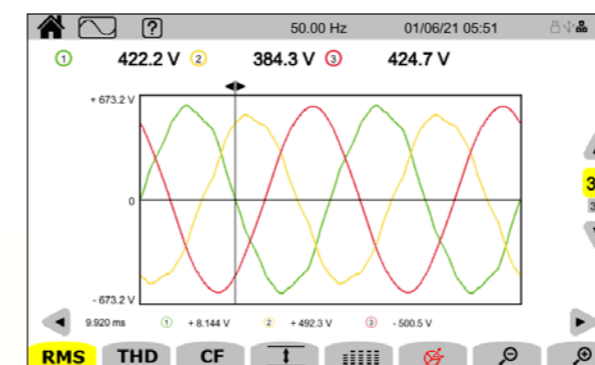 ? 50.00 Hz 01/06/21 05:51
1 422.2 V 2 384.3 V 3 424.7 V
+ 673.2 V
0
- 673.2 V
3
9.920 ms 1 + 8.144 V 2 + 492.3 V 3 - 500.5 V
RMS THD CF